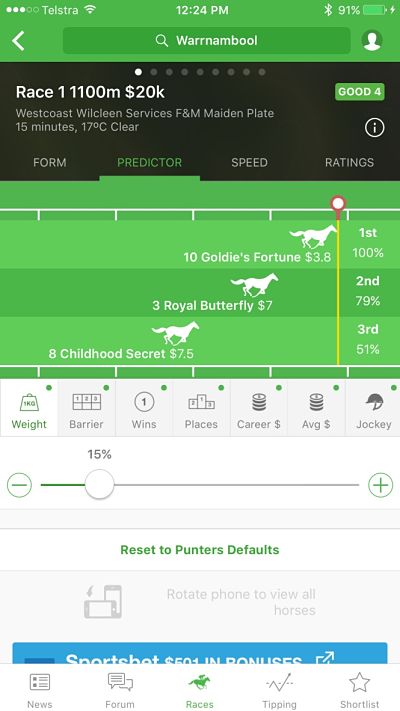 Telstra 12:24 PM 91%
Warrnambool
Race 1 1100m $20k GOOD 4
Westcoast Wilcleen Services F&M Maiden Plate
15 minutes, 17ºC Clear
FORM PREDICTOR SPEED RATINGS
1st
10 Goldie's Fortune $3.8 100%
2nd
3 Royal Butterfly $7 79%
3rd
8 Childhood Secret $7.5 51%
1KG 1 2 3 1 2 1 3
Weight Barrier Wins Places Career $ Avg $ Jockey
15%
Reset to Punters Defaults
Rotate phone to view all
horses
Sportsbet $501 IN BONUSES
News Forum Races Tipping Shortlist